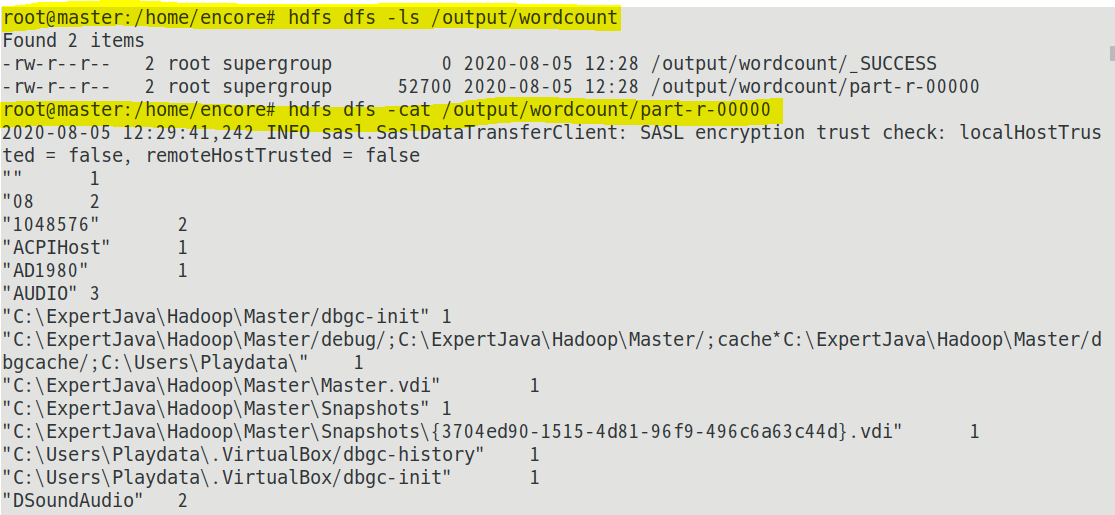 root@master:/home/encore# hdfs dfs -ls /output/wordcount
Found 2 items
-rw-r--r--   2 root supergroup          0 2020-08-05 12:28 /output/wordcount/_SUCCESS
-rw-r--r--   2 root supergroup      52700 2020-08-05 12:28 /output/wordcount/part-r-00000
root@master:/home/encore# hdfs dfs -cat /output/wordcount/part-r-00000
2020-08-05 12:29:41,242 INFO sasl.SaslDataTransferClient: SASL encryption trust check: localHostTrus
ted = false, remoteHostTrusted = false
""      1
"08     2
"1048576"       2
"ACPIHost"      1
"AD1980"        1
"AUDIO" 3
"C:\ExpertJava\Hadoop\Master/dbgc-init" 1
"C:\ExpertJava\Hadoop\Master/debug/;C:\ExpertJava\Hadoop\Master/;cache*C:\ExpertJava\Hadoop\Master/d
bgcache/;C:\Users\Playdata\"    1
"C:\ExpertJava\Hadoop\Master\Master.vdi"        1
"C:\ExpertJava\Hadoop\Master\Snapshots" 1
"C:\ExpertJava\Hadoop\Master\Snapshots\{3704ed90-1515-4d81-96f9-496c6a63c44d}.vdi"      1
"C:\Users\Playdata\.VirtualBox/dbgc-history"    1
"C:\Users\Playdata\.VirtualBox/dbgc-init"       1
"DSoundAudio"   2